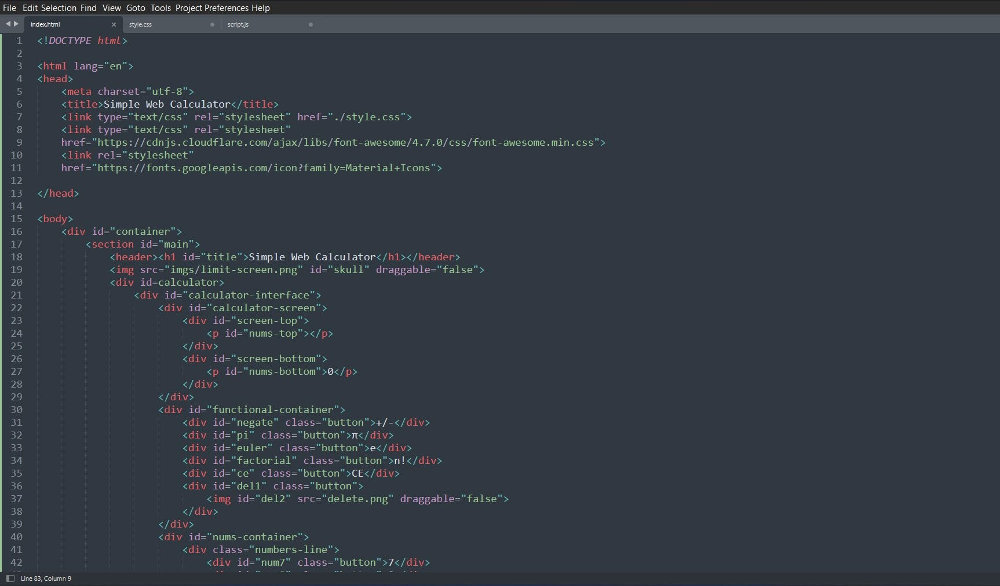 File Edit Selection Find View Goto Tools Project Preferences Help
index.html × style.css script.js
1 <!DOCTYPE html>
2
3 <html lang="en">
4 <head>
5 <meta charset="utf-8">
6 <title>Simple Web Calculator</title>
7 <link type="text/css" rel="stylesheet" href="./style.css">
8 <link type="text/css" rel="stylesheet"
9 href="https://cdnjs.cloudflare.com/ajax/libs/font-awesome/4.7.0/css/font-awesome.min.css">
10 <link rel="stylesheet"
11 href="https://fonts.googleapis.com/icon?family=Material+Icons">
12
13 </head>
14
15 <body>
16 <div id="container">
17 <section id="main">
18 <header><h1 id="title">Simple Web Calculator</h1></header>
19 <img src="imgs/limit-screen.png" id="skull" draggable="false">
20 <div id=calculator>
21 <div id="calculator-interface">
22 <div id="calculator-screen">
23 <div id="screen-top">
24 <p id="nums-top"></p>
25 </div>
26 <div id="screen-bottom">
27 <p id="nums-bottom">0</p>
28 </div>
29 </div>
30 <div id="functional-container">
31 <div id="negate" class="button">+/-</div>
32 <div id="pi" class="button">π</div>
33 <div id="euler" class="button">e</div>
34 <div id="factorial" class="button">n!</div>
35 <div id="ce" class="button">CE</div>
36 <div id="del1" class="button">
37 <img id="del2" src="delete.png" draggable="false">
38 </div>
39 </div>
40 <div id="nums-container">
41 <div class="numbers-line">
42 <div id="num7" class="button">7</div>
Line 83, Column 9